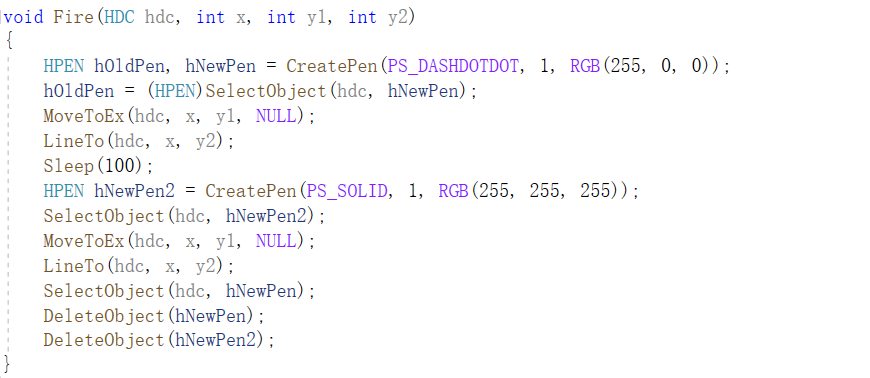 void Fire(HDC hdc, int x, int y1, int y2)
{
    HPEN hOldPen, hNewPen = CreatePen(PS_DASHDOTDOT, 1, RGB(255, 0, 0));
    hOldPen = (HPEN)SelectObject(hdc, hNewPen);
    MoveToEx(hdc, x, y1, NULL);
    LineTo(hdc, x, y2);
    Sleep(100);
    HPEN hNewPen2 = CreatePen(PS_SOLID, 1, RGB(255, 255, 255));
    SelectObject(hdc, hNewPen2);
    MoveToEx(hdc, x, y1, NULL);
    LineTo(hdc, x, y2);
    SelectObject(hdc, hNewPen);
    DeleteObject(hNewPen);
    DeleteObject(hNewPen2);
}